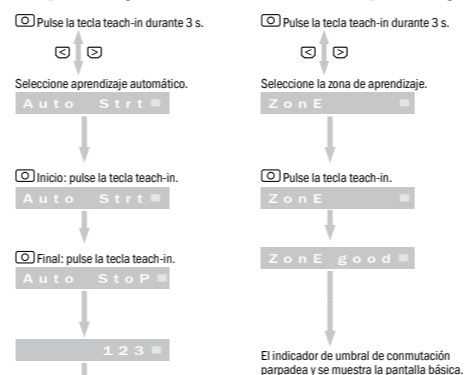 Pulse la tecla teach-in durante 3 s.
Seleccione aprendizaje automático.
Auto Strt
Inicio: pulse la tecla teach-in.
Auto Strt
Final: pulse la tecla teach-in.
Auto StoP
123
Pulse la tecla teach-in durante 3 s.
Seleccione la zona de aprendizaje.
ZonE
Pulse la tecla teach-in.
ZonE
ZonE good
El indicador de umbral de conmutación
parpadea y se muestra la pantalla básica.